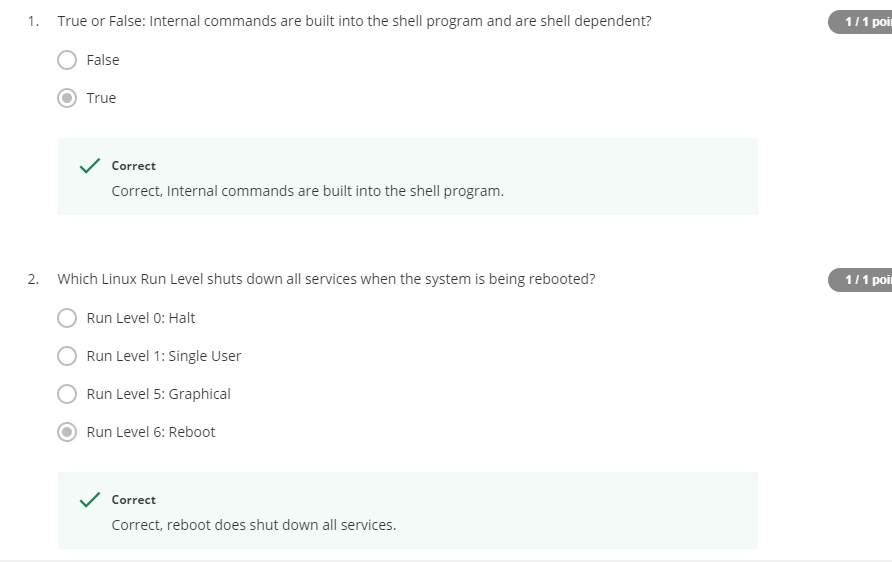 1. True or False: Internal commands are built into the shell program and are shell dependent? 1 / 1 poi
False
True
Correct
Correct, Internal commands are built into the shell program.
2. Which Linux Run Level shuts down all services when the system is being rebooted? 1 / 1 poi
Run Level 0: Halt
Run Level 1: Single User
Run Level 5: Graphical
Run Level 6: Reboot
Correct
Correct, reboot does shut down all services.